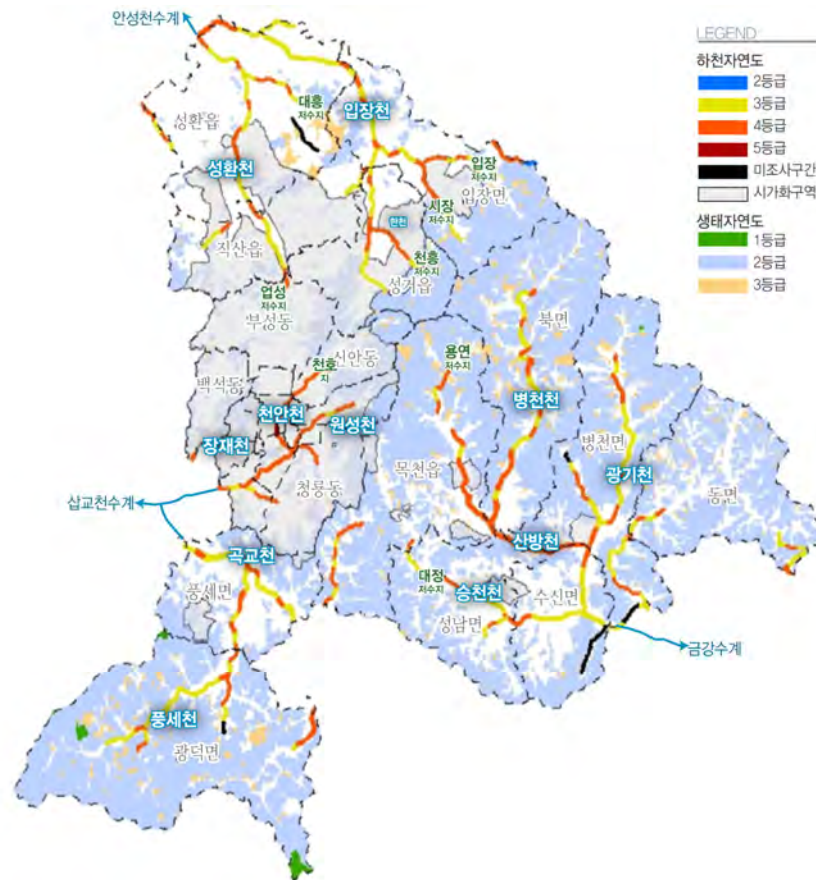 안성천수계
LEGEND
하천자연도
2등급
3등급
4등급
5등급
미조사구간
시가화구역
생태자연도
1등급
2등급
3등급
대홍
저수지
입장천
성환읍
성환천
입장
저수지
입장면
시장
저수지
한천
직산읍
천흥
저수지
성거읍
업성
저수지
부성동
북면
신안동
용연
저수지
천호
지
백석동
병천천
천안천
원성천
장재천
병천면
목천읍
광기천
동면
청룡동
삽교천수계
산방천
곡교천
대정
저수지
승천천
풍세면
수신면
성남면
금강수계
풍세천
광덕면